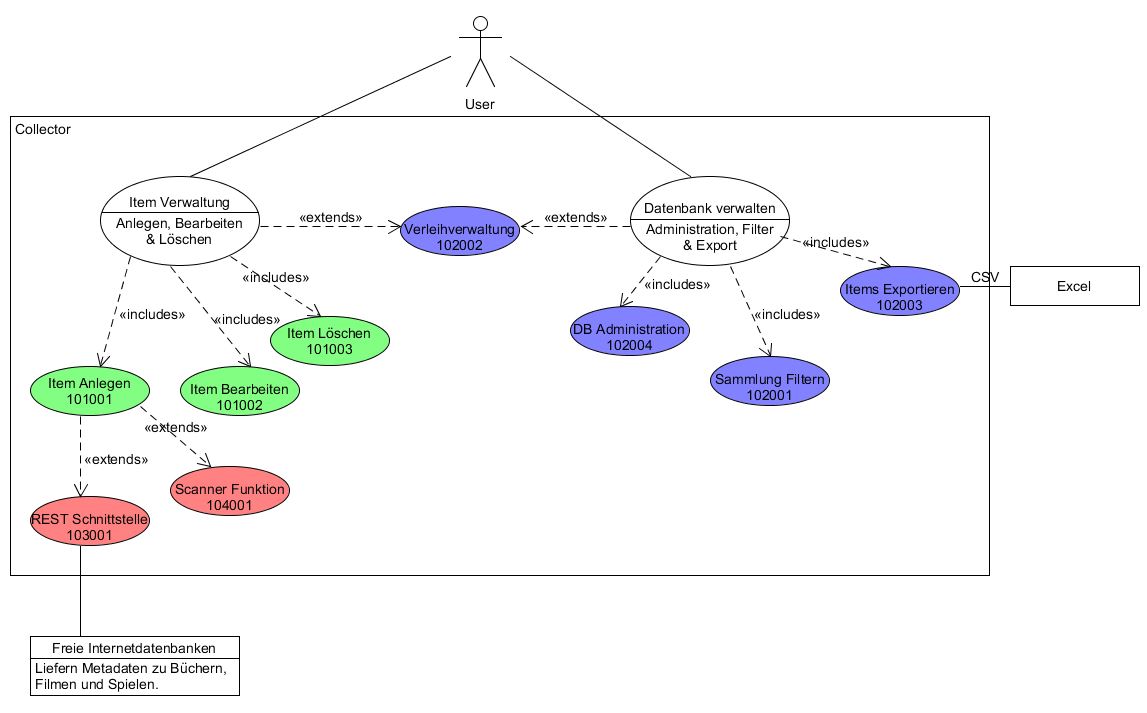 User
Collector
Item Verwaltung
Anlegen, Bearbeiten
& Löschen
«extends»
Verleihverwaltung
102002
«extends»
Datenbank verwalten
Administration, Filter
& Export
«includes»
Items Exportieren
102003
CSV
Excel
«includes»
«includes»
«includes»
Item Löschen
101003
«includes»
DB Administration
102004
«includes»
Sammlung Filtern
102001
Item Anlegen
101001
Item Bearbeiten
101002
«extends»
«extends»
Scanner Funktion
104001
REST Schnittstelle
103001
Freie Internetdatenbanken
Liefern Metadaten zu Büchern,
Filmen und Spielen.